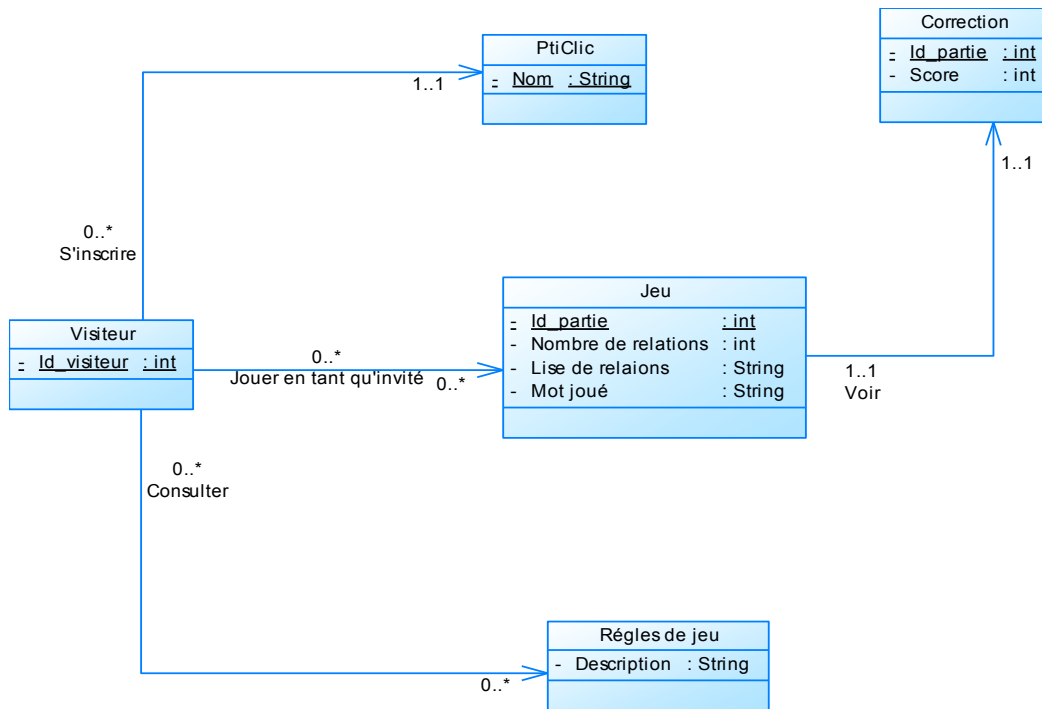 PtiClic
- Nom : String
1..1
Correction
- Id_partie : int
- Score : int
1..1
0..*
S'inscrire
Visiteur
- Id_visiteur : int
0..*
Jouer en tant qu'invité
0..*
Jeu
- Id_partie : int
- Nombre de relations : int
- Lise de relaions : String
- Mot joué : String
1..1
Voir
0..*
Consulter
0..*
Régles de jeu
- Description : String